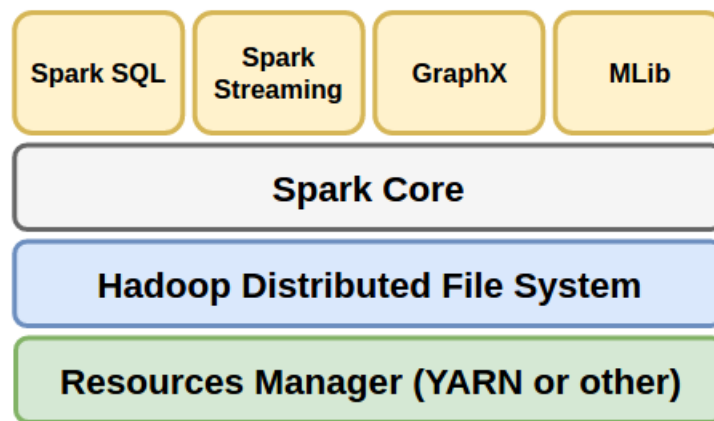 Spark SQL
Spark
Streaming
GraphX
MLib
Spark Core
Hadoop Distributed File System
Resources Manager (YARN or other)